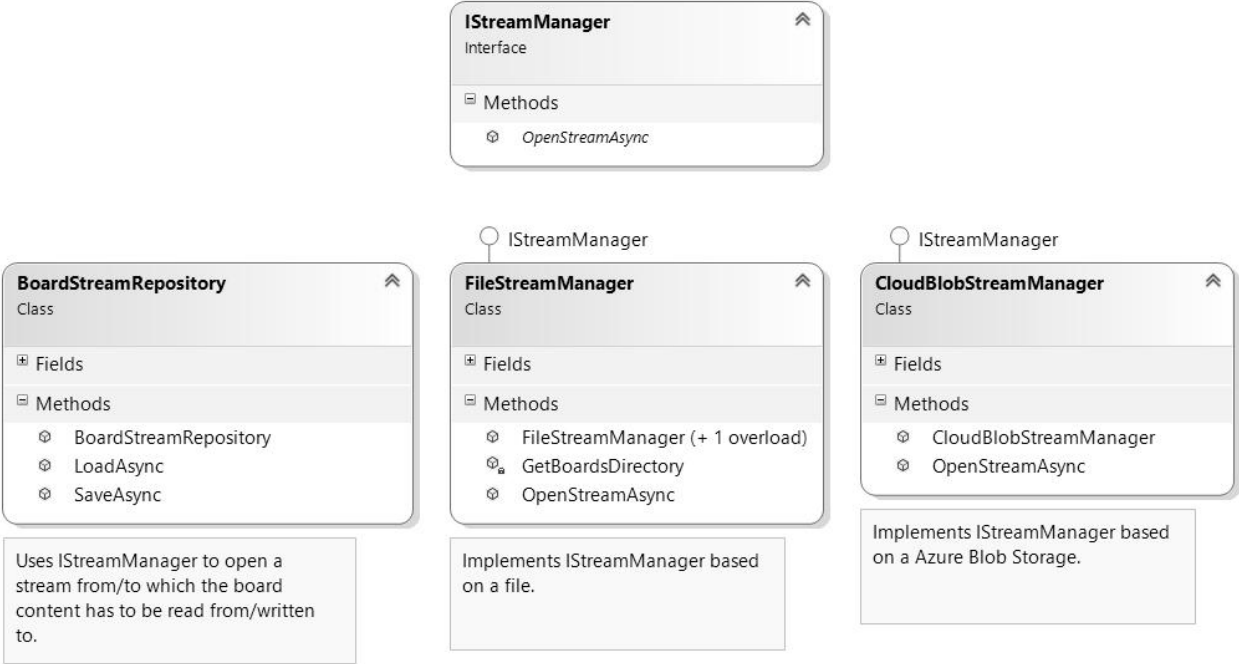 IStreamManager
Interface
Methods
OpenStreamAsync
IStreamManager
IStreamManager
BoardStreamRepository
Class
Fields
Methods
BoardStreamRepository
LoadAsync
SaveAsync
Uses IStreamManager to open a
stream from/to which the board
content has to be read from/written
to.
FileStreamManager
Class
Fields
Methods
FileStreamManager (+ 1 overload)
GetBoardsDirectory
OpenStreamAsync
Implements IStreamManager based
on a file.
CloudBlobStreamManager
Class
Fields
Methods
CloudBlobStreamManager
OpenStreamAsync
Implements IStreamManager based
on a Azure Blob Storage.